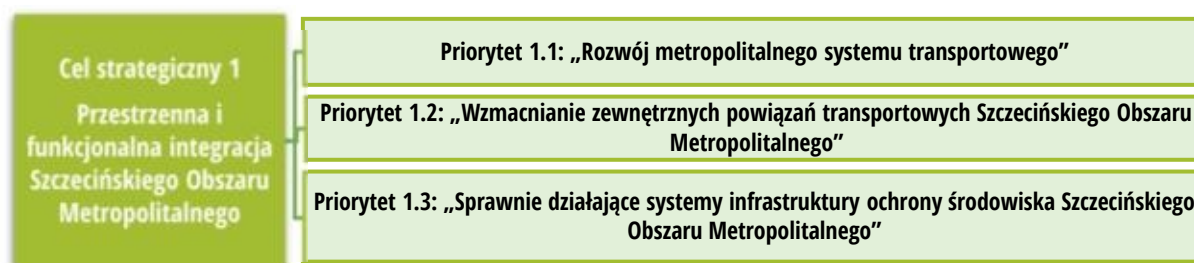 Cel strategiczny 1
Przestrzenna i
funkcjonalna integracja
Szczecińskiego Obszaru
Metropolitalnego
Priorytet 1.1: „Rozwój metropolitalnego systemu transportowego”
Priorytet 1.2: „Wzmacnianie zewnętrznych powiązań transportowych Szczecińskiego Obszaru
Metropolitalnego”
Priorytet 1.3: „Sprawnie działające systemy infrastruktury ochrony środowiska Szczecińskiego
Obszaru Metropolitalnego”